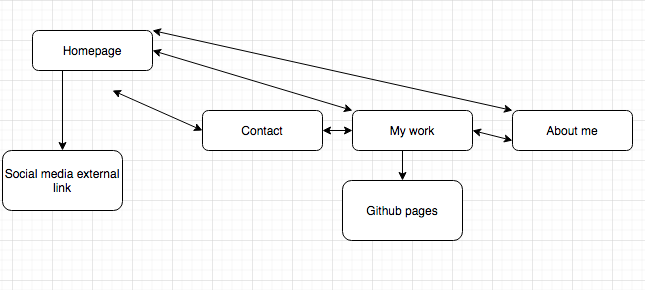 Homepage
Contact
My work
About me
Social media external
link
Github pages